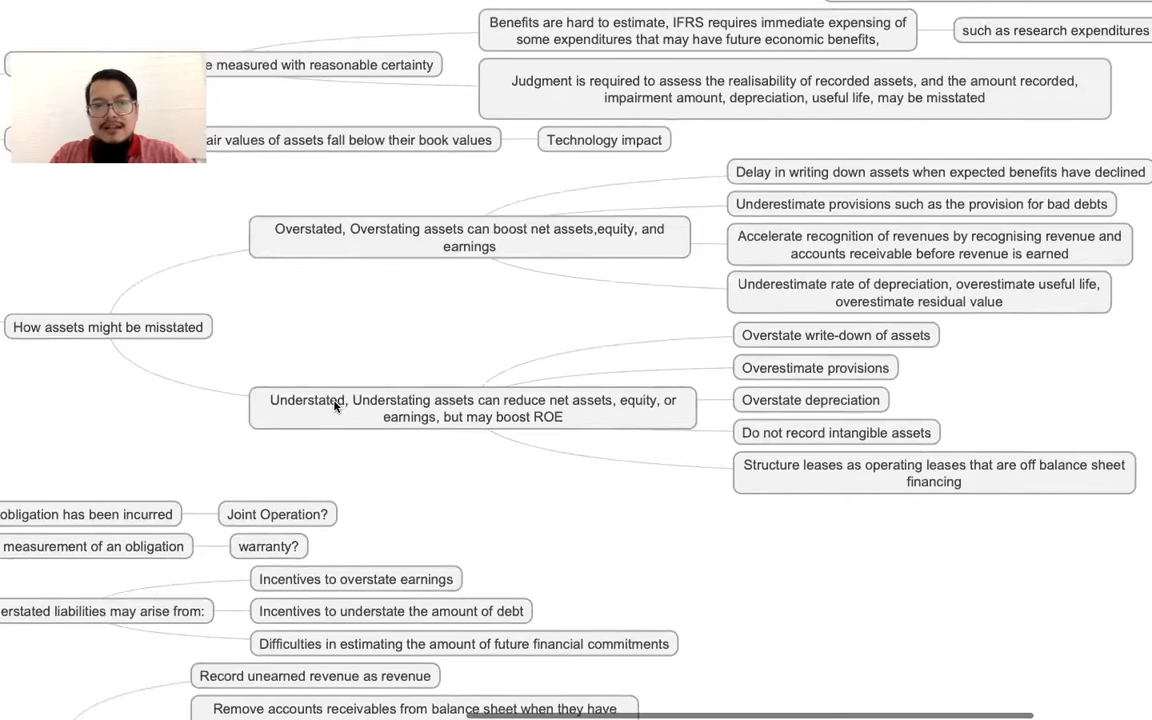 Benefits are hard to estimate, IFRS requires immediate expensing of
some expenditures that may have future economic benefits,
such as research expenditures
e measured with reasonable certainty
Judgment is required to assess the realisability of recorded assets, and the amount recorded,
impairment amount, depreciation, useful life, may be misstated
air values of assets fall below their book values
Technology impact
Delay in writing down assets when expected benefits have declined
Underestimate provisions such as the provision for bad debts
Overstated, Overstating assets can boost net assets,equity, and
earnings
Accelerate recognition of revenues by recognising revenue and
accounts receivable before revenue is earned
Underestimate rate of depreciation, overestimate useful life,
overestimate residual value
How assets might be misstated
Overstate write-down of assets
Overestimate provisions
Understated, Understating assets can reduce net assets, equity, or
earnings, but may boost ROE
Overstate depreciation
Do not record intangible assets
Structure leases as operating leases that are off balance sheet
financing
obligation has been incurred
Joint Operation?
measurement of an obligation
warranty?
Incentives to overstate earnings
erstated liabilities may arise from:
Incentives to understate the amount of debt
Difficulties in estimating the amount of future financial commitments
Record unearned revenue as revenue
Remove accounts receivables from balance sheet when they have